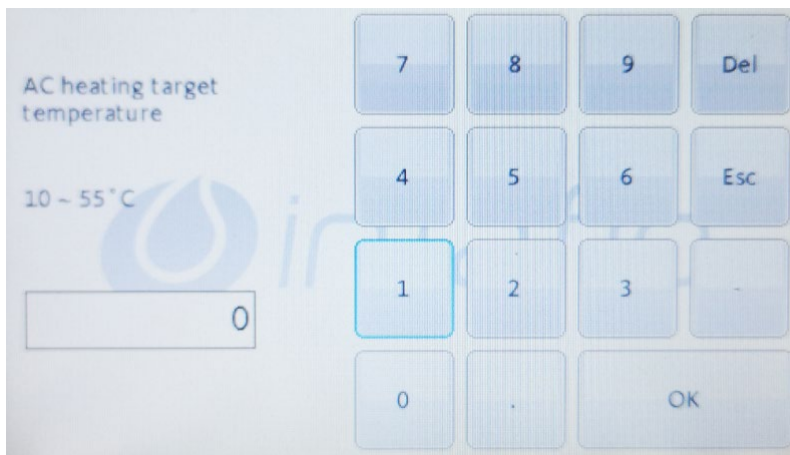 AC heating target
temperature
10 ~ 55°C
0
7 8 9 Del
4 5 6 Esc
1 2 3 -
0 . OK